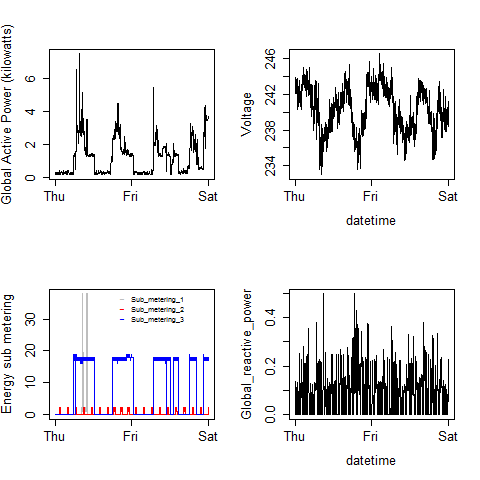 Global Active Power (kilowatts)
0 2 4 6
Thu Fri Sat
Voltage
234 238 242 246
Thu Fri Sat
datetime
Energy sub metering
0 10 20 30
Sub_metering_1
Sub_metering_2
Sub_metering_3
Thu Fri Sat
Global_reactive_power
0.0 0.2 0.4
Thu Fri Sat
datetime